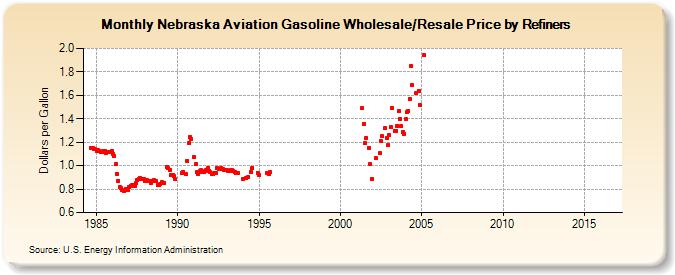 Monthly Nebraska Aviation Gasoline Wholesale/Resale Price by Refiners
Dollars per Gallon
2.0
1.8
1.6
1.4
1.2
1.0
0.8
0.6
1985 1990 1995 2000 2005 2010 2015
Source: U.S. Energy Information Administration